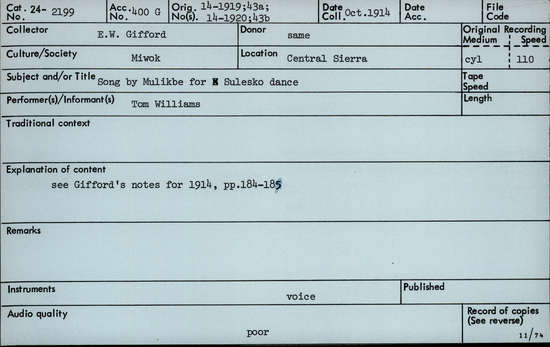 Cat. 24- 2199 Acc. 400 G Orig. 14-1919;43a; Date Oct.1914 Date File
No. No. No(s). 14-1920;43b Coll. Acc. Code
Collector E.W. Gifford Donor same Original Recording
Medium Speed
Culture/Society Miwok Location Central Sierra cyl 110
Subject and/or Title Song by Mulikbe for Sulesko dance Tape
Speed
Performer(s)/Informant(s) Tom Williams Length
Traditional context
Explanation of content
see Gifford's notes for 1914, pp.184-185
Remarks
Instruments voice Published
Audio quality poor Record of copies
(See reverse)
11/74